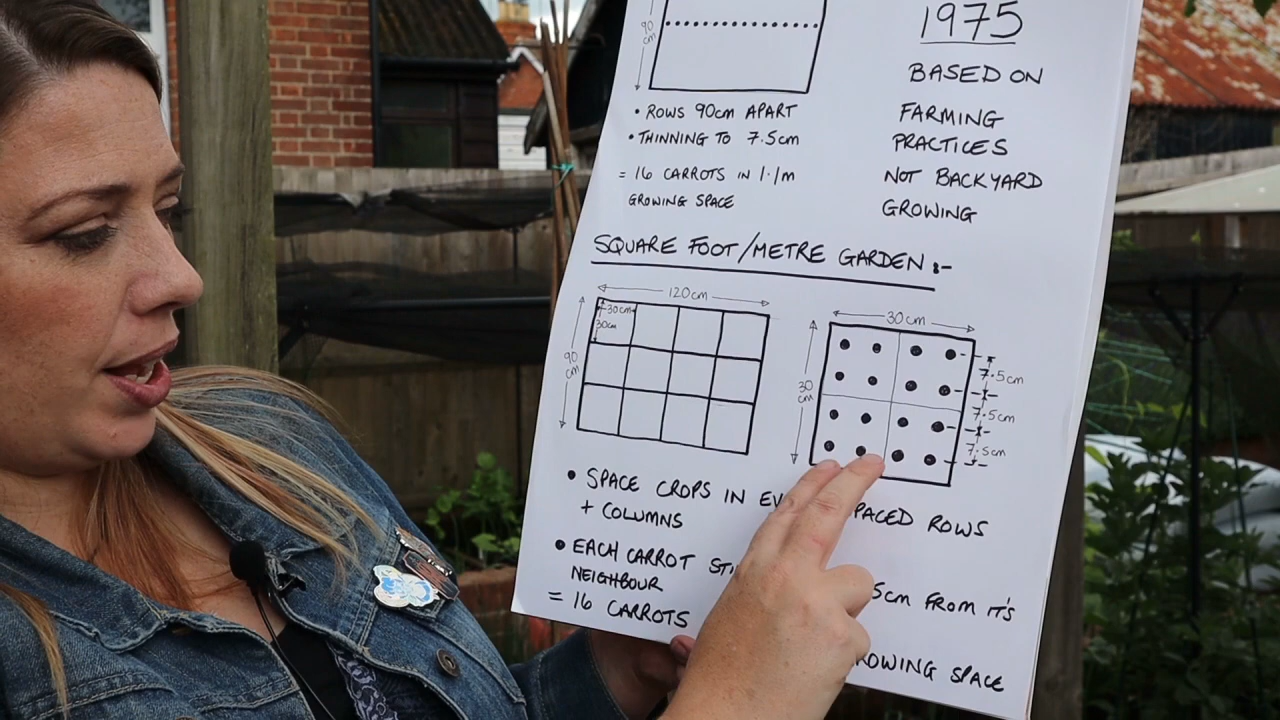 1975
BASED ON
FARMING
PRACTICES
NOT BACKYARD
GROWING
90
cm
• ROWS 90cm APART
• THINNING TO 7.5cm
= 16 CARROTS IN 1.1m
GROWING SPACE
SQUARE FOOT/METRE GARDEN :-
120cm
30cm
30cm
90
cm
30cm
30
cm
7.5cm
7.5cm
7.5cm
• SPACE CROPS IN EV PACED ROWS
+ COLUMNS
• EACH CARROT 5cm FROM IT'S
NEIGHBOUR
= 16 CARROTS ROWING SPACE